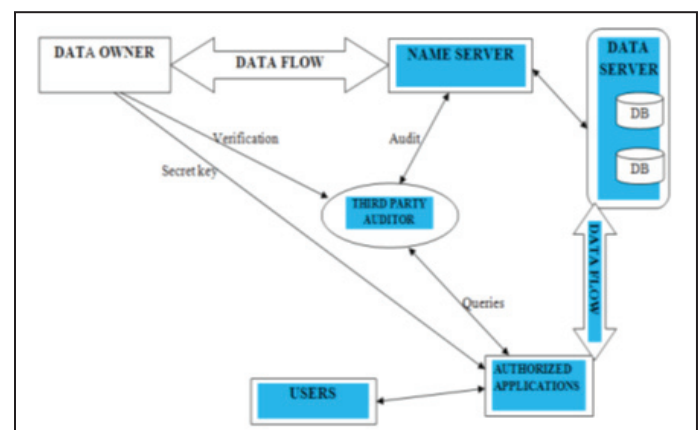 DATA OWNER
DATA FLOW
NAME SERVER
DATA
SERVER
DB
DB
Verification
Audit
Secret key
THIRD PARTY
AUDITOR
DATA FLOW
Queries
AUTHORIZED
APPLICATIONS
USERS